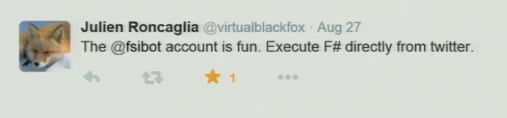 Julien Roncaglia @virtualblackfox · Aug 27
The @fsibot account is fun. Execute F# directly from twitter.
1